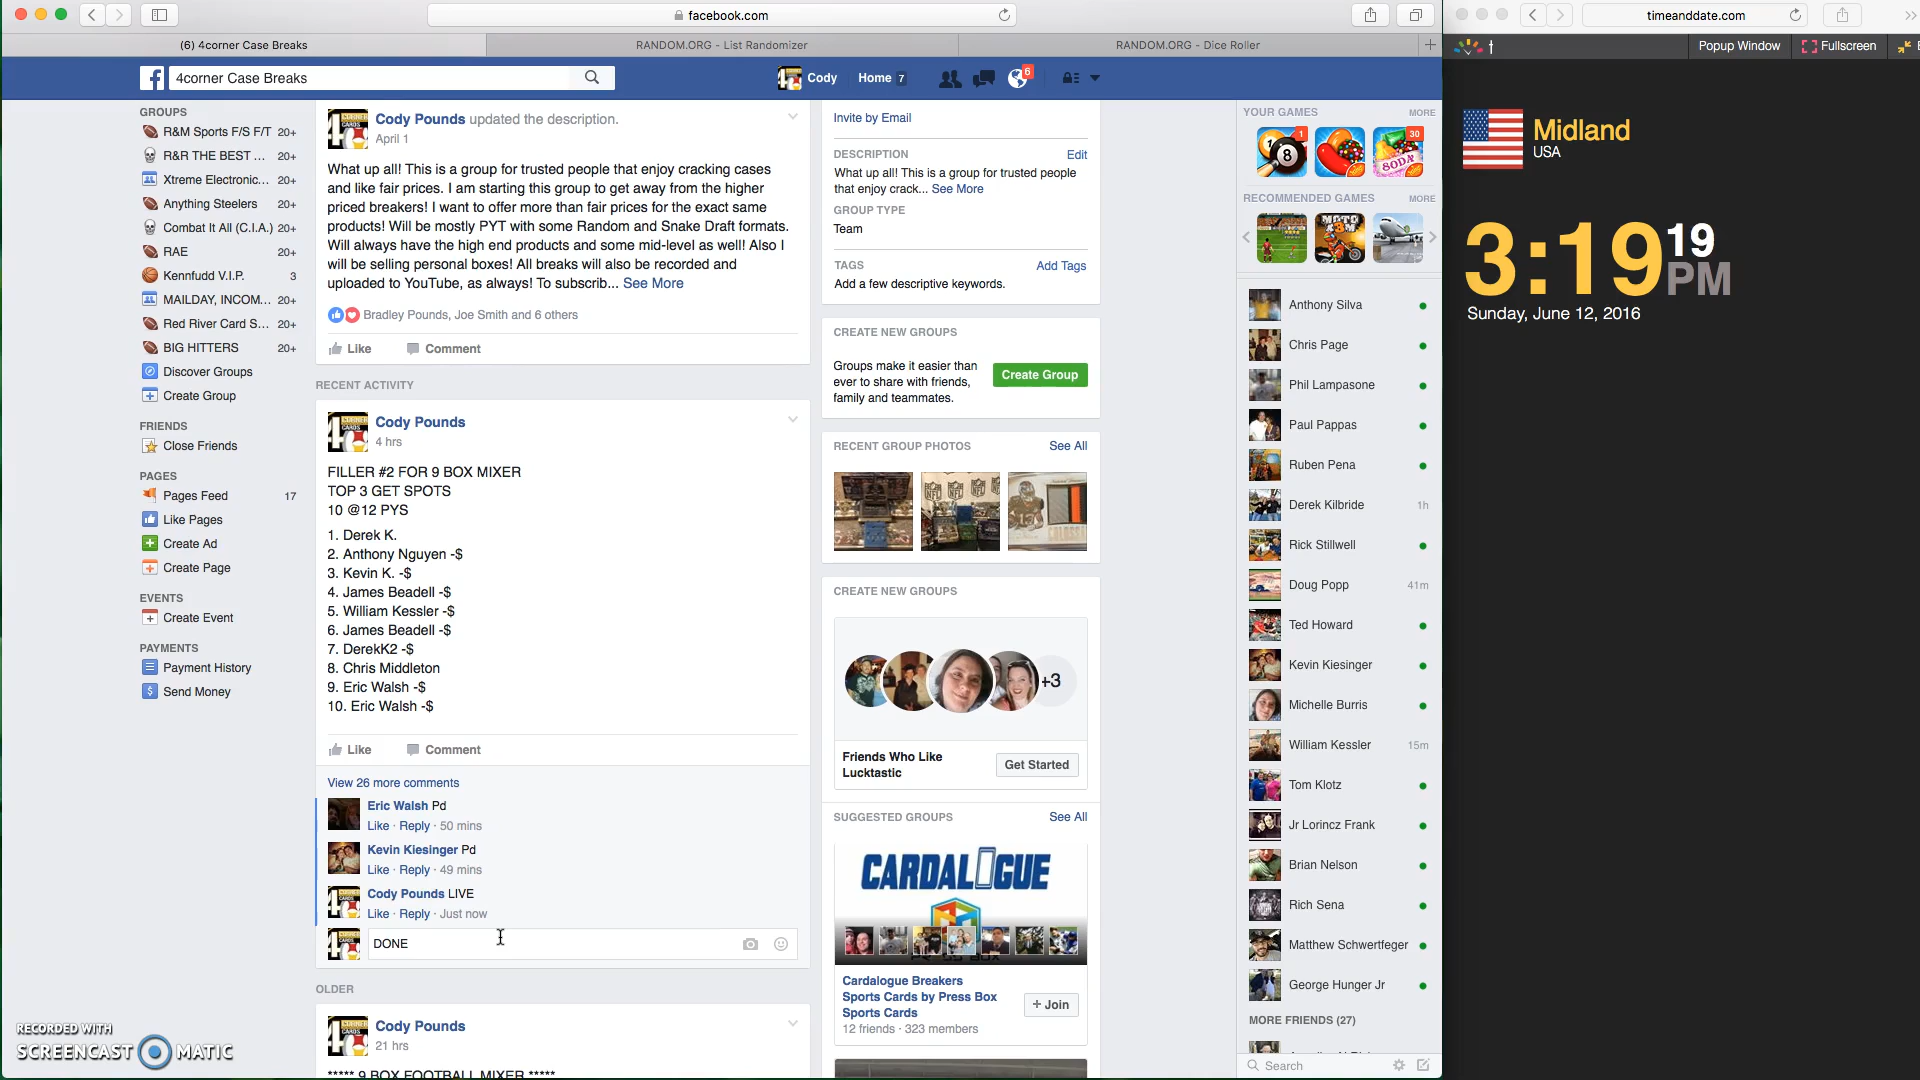 facebook.com
timeanddate.com
(6) 4corner Case Breaks
RANDOM.ORG - List Randomizer
RANDOM.ORG - Dice Roller
Popup Window
Fullscreen
4corner Case Breaks
Cody
Home 7
6
GROUPS
R&M Sports F/S F/T 20+
R&R THE BEST ... 20+
Xtreme Electronic... 20+
Anything Steelers 20+
Combat It All (C.I.A.) 20+
RAE 20+
Kennfudd V.I.P. 3
MAILDAY, INCOM... 20+
Red River Card S... 20+
BIG HITTERS 20+
Discover Groups
Create Group
FRIENDS
Close Friends
PAGES
Pages Feed 17
Like Pages
Create Ad
Create Page
EVENTS
Create Event
PAYMENTS
Payment History
Send Money
Cody Pounds updated the description.
April 1
What up all! This is a group for trusted people that enjoy cracking cases
and like fair prices. I am starting this group to get away from the higher
priced breakers! I want to offer more than fair prices for the exact same
products! Will be mostly PYT with some Random and Snake Draft formats.
Will always have the high end products and some mid-level as well! Also I
will be selling personal boxes! All breaks will also be recorded and
uploaded to YouTube, as always! To subscrib... See More
Bradley Pounds, Joe Smith and 6 others
Like Comment
RECENT ACTIVITY
Cody Pounds
4 hrs
FILLER #2 FOR 9 BOX MIXER
TOP 3 GET SPOTS
10 @12 PYS
1. Derek K.
2. Anthony Nguyen -$
3. Kevin K. -$
4. James Beadell -$
5. William Kessler -$
6. James Beadell -$
7. DerekK2 -$
8. Chris Middleton
9. Eric Walsh -$
10. Eric Walsh -$
Like Comment
View 26 more comments
Eric Walsh Pd
Like · Reply · 50 mins
Kevin Kiesinger Pd
Like · Reply · 49 mins
Cody Pounds LIVE
Like · Reply · Just now
DONE
OLDER
Cody Pounds
21 hrs
***** 9 BOX FOOTBALL MIXER *****
Invite by Email
DESCRIPTION Edit
What up all! This is a group for trusted people
that enjoy crack... See More
GROUP TYPE
Team
TAGS Add Tags
Add a few descriptive keywords.
CREATE NEW GROUPS
Groups make it easier than
ever to share with friends,
family and teammates.
Create Group
RECENT GROUP PHOTOS See All
CREATE NEW GROUPS
+3
Friends Who Like
Lucktastic
Get Started
SUGGESTED GROUPS See All
CARDALOGUE
Cardalogue Breakers
Sports Cards by Press Box
Sports Cards
12 friends · 323 members
+ Join
YOUR GAMES MORE
1
8
30
SODA
RECOMMENDED GAMES MORE
MOTO
Anthony Silva
Chris Page
Phil Lampasone
Paul Pappas
Ruben Pena
Derek Kilbride 1h
Rick Stillwell
Doug Popp 41m
Ted Howard
Kevin Kiesinger
Michelle Burris
William Kessler 15m
Tom Klotz
Jr Lorincz Frank
Brian Nelson
Rich Sena
Matthew Schwertfeger
George Hunger Jr
MORE FRIENDS (27)
Search
Midland
USA
3:19 19 PM
Sunday, June 12, 2016
RECORDED WITH
SCREENCAST MATIC